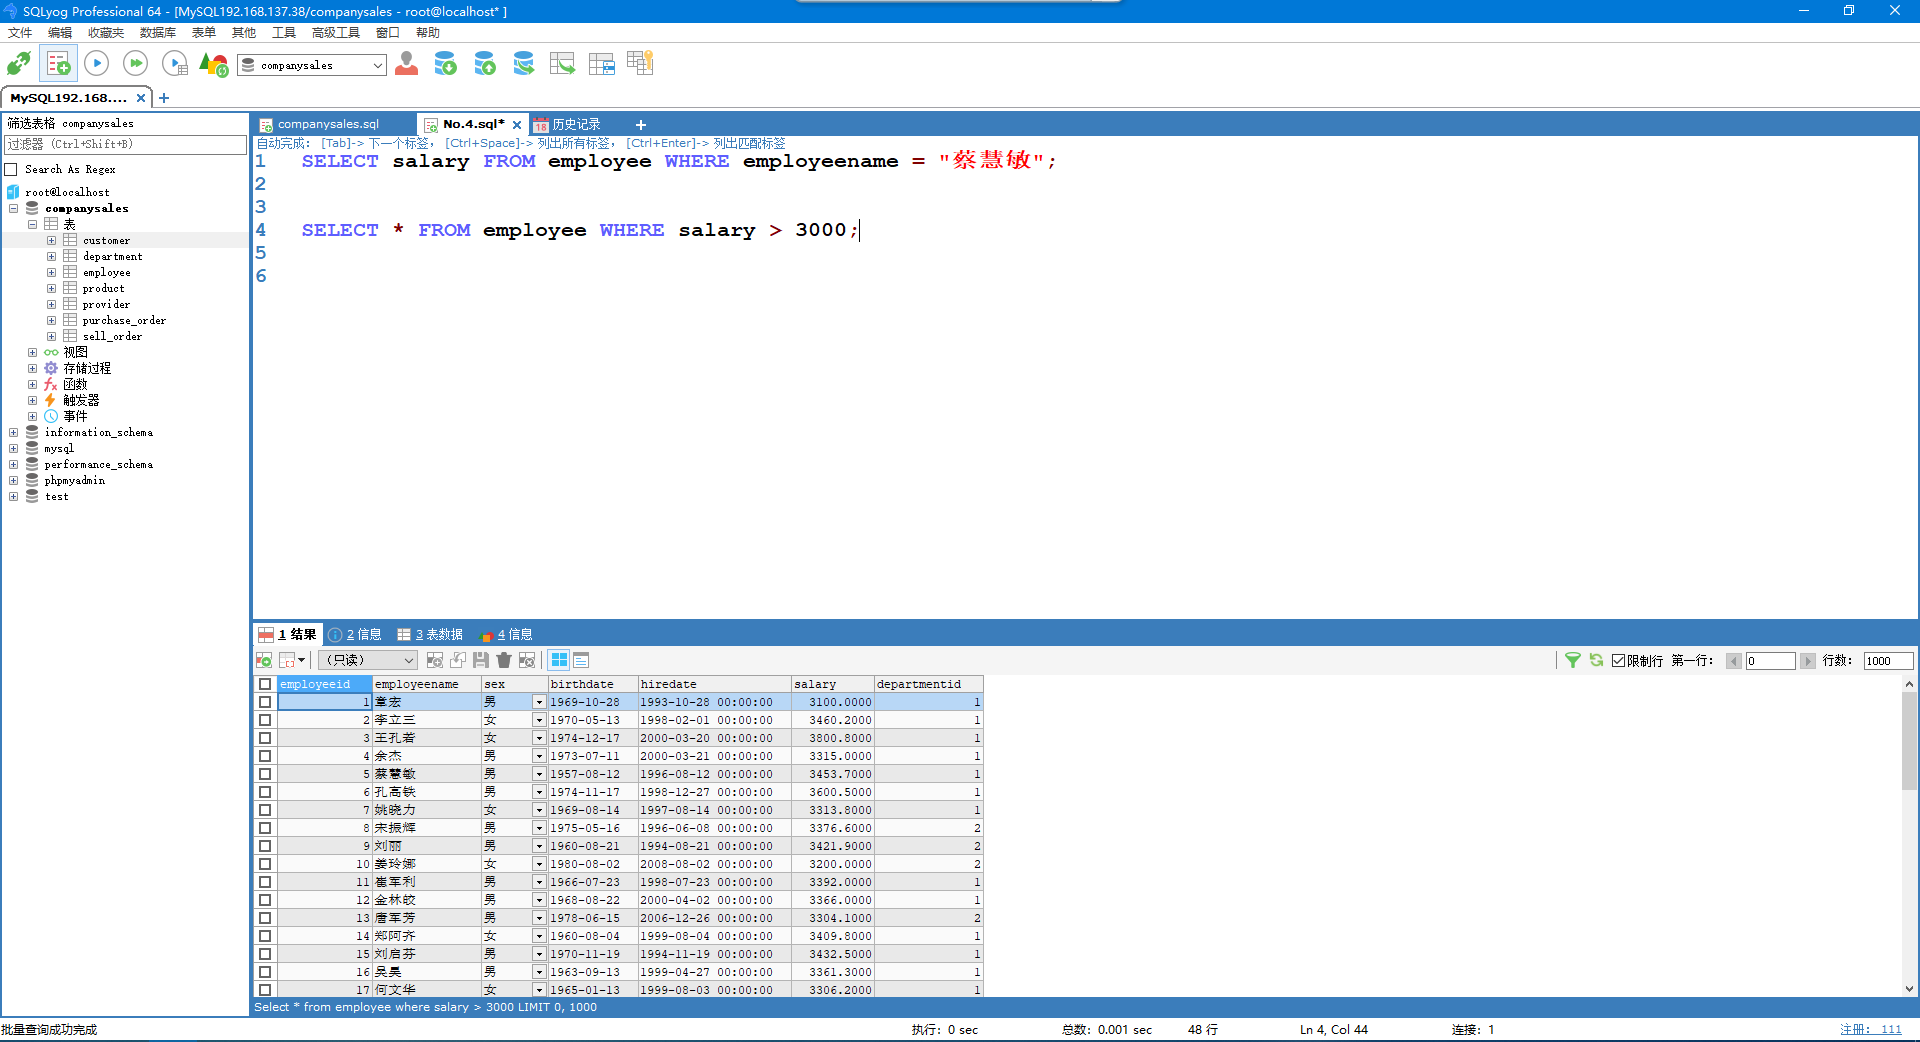 SQLyog Professional 64 - [MySQL192.168.137.38/companysales - root@localhost* ]
文件 编辑 收藏夹 数据库 表单 其他 工具 高级工具 窗口 帮助
companysales
MySQL192.168....
筛选表格 companysales
过滤器 (Ctrl+Shift+B)
Search As Regex
root@localhost
companysales
表
customer
department
employee
product
provider
purchase_order
sell_order
视图
存储过程
函数
触发器
事件
information_schema
mysql
performance_schema
phpmyadmin
test
companysales.sql No.4.sql* 18 历史记录
自动完成: [Tab]-> 下一个标签, [Ctrl+Space]-> 列出所有标签, [Ctrl+Enter]-> 列出匹配标签
1 SELECT salary FROM employee WHERE employeename = "蔡慧敏";
2
3
4 SELECT * FROM employee WHERE salary > 3000;
5
6
1 结果 2 信息 3 表数据 4 信息
(只读) 限制行 第一行: 0 行数: 1000
employeeid employeename sex birthdate hiredate salary departmentid
1 章宏 男 1969-10-28 1993-10-28 00:00:00 3100.0000 1
2 李立三 女 1970-05-13 1998-02-01 00:00:00 3460.2000 1
3 王孔若 女 1974-12-17 2000-03-20 00:00:00 3800.8000 1
4 余杰 男 1973-07-11 2000-03-21 00:00:00 3315.0000 1
5 蔡慧敏 男 1957-08-12 1996-08-12 00:00:00 3453.7000 1
6 孔高铁 男 1974-11-17 1998-12-27 00:00:00 3600.5000 1
7 姚晓力 女 1969-08-14 1997-08-14 00:00:00 3313.8000 1
8 宋振辉 男 1975-05-16 1996-06-08 00:00:00 3376.6000 2
9 刘丽 男 1960-08-21 1994-08-21 00:00:00 3421.9000 2
10 姜玲娜 女 1980-08-02 2008-08-02 00:00:00 3200.0000 2
11 崔军利 男 1966-07-23 1998-07-23 00:00:00 3392.0000 1
12 金林皎 男 1968-08-22 2000-04-02 00:00:00 3366.0000 1
13 唐军芳 男 1978-06-15 2006-12-26 00:00:00 3304.1000 2
14 郑阿齐 女 1960-08-04 1999-08-04 00:00:00 3409.8000 1
15 刘启芬 男 1970-11-19 1994-11-19 00:00:00 3432.5000 1
16 吴昊 男 1963-09-13 1999-04-27 00:00:00 3361.3000 1
17 何文华 女 1965-01-13 1999-08-03 00:00:00 3306.2000 1
Select * from employee where salary > 3000 LIMIT 0, 1000
批量查询成功完成 执行: 0 sec 总数: 0.001 sec 48 行 Ln 4, Col 44 连接: 1 注册: 111